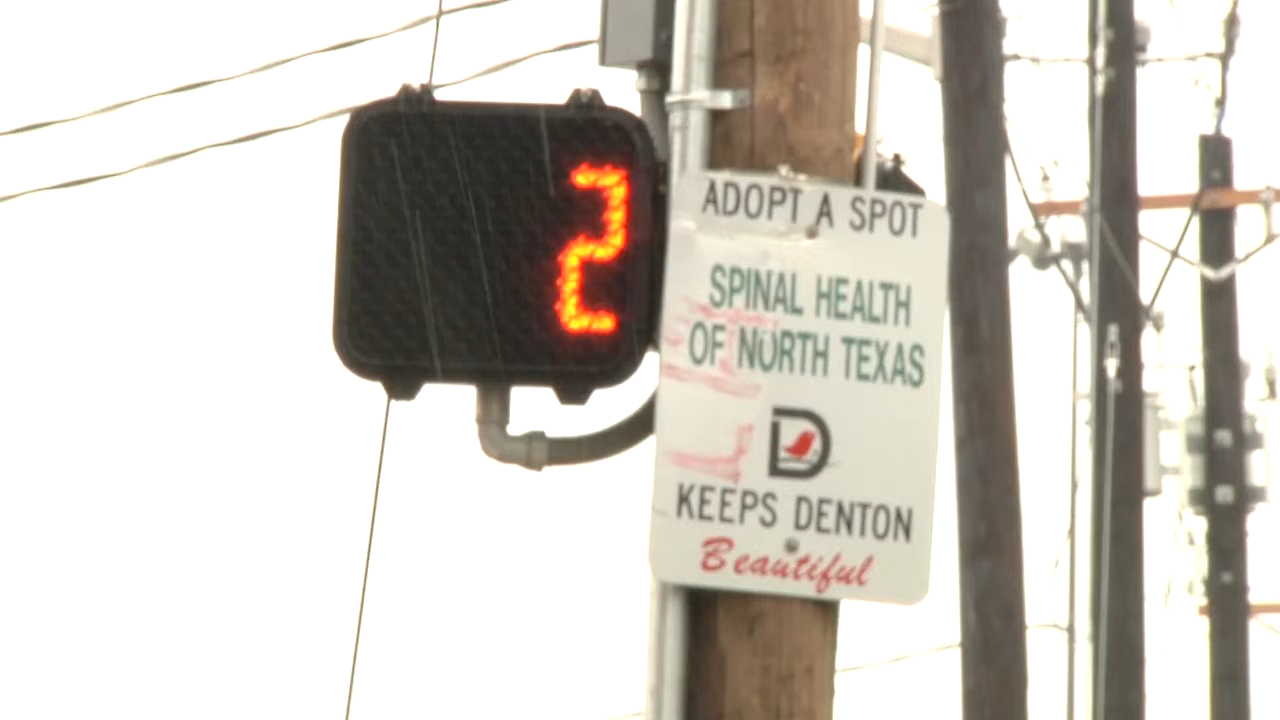 2
ADOPT A SPOT
SPINAL HEALTH
OF NORTH TEXAS
D
KEEPS DENTON
Beautiful